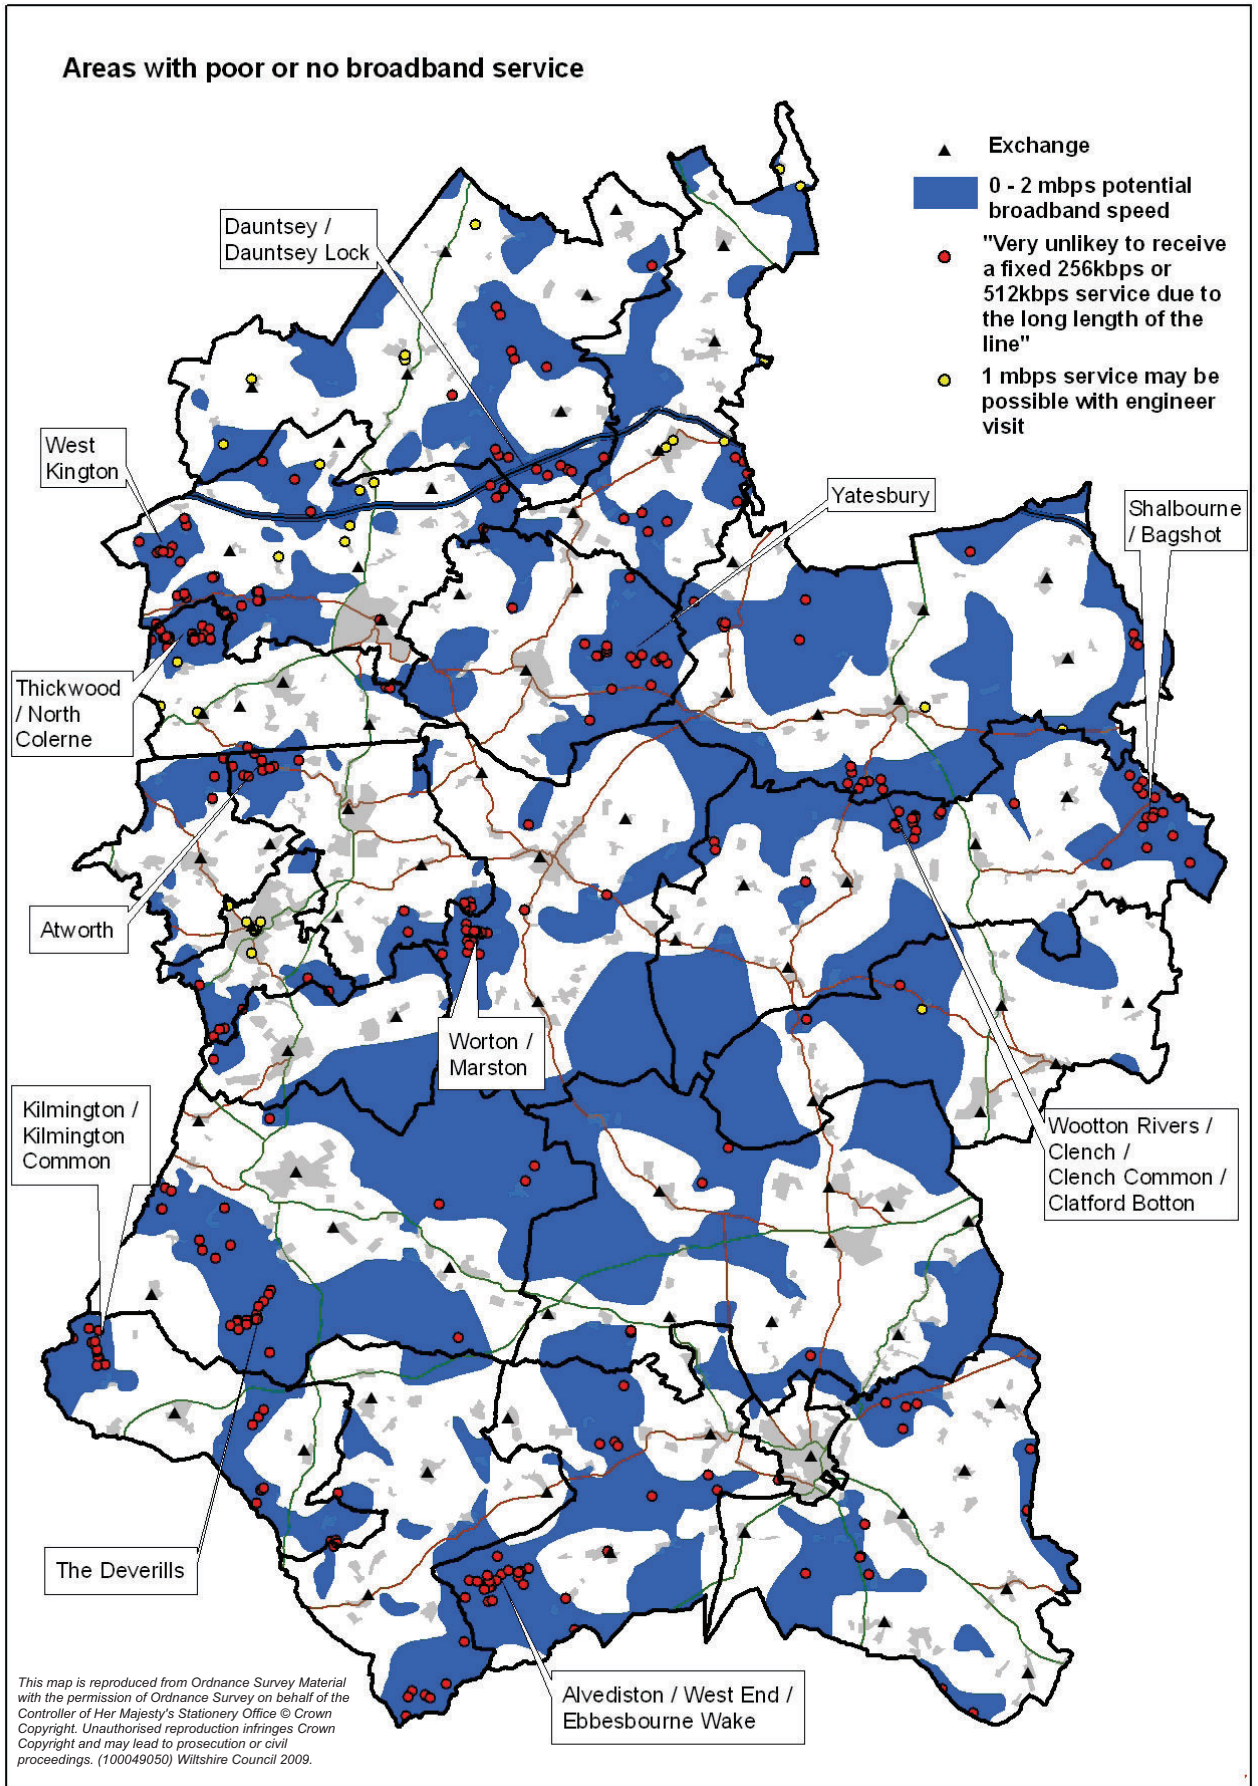 Areas with poor or no broadband service
Exchange
0 - 2 mbps potential
broadband speed
"Very unlikey to receive
a fixed 256kbps or
512kbps service due to
the long length of the
line"
1 mbps service may be
possible with engineer
visit
Dauntsey /
Dauntsey Lock
West
Kington
Yatesbury
Shalbourne
/ Bagshot
Thickwood
/ North
Colerne
Atworth
Worton /
Marston
Kilmington /
Kilmington
Common
Wootton Rivers /
Clench /
Clench Common /
Clatford Botton
The Deverills
Alvediston / West End /
Ebbesbourne Wake
This map is reproduced from Ordnance Survey Material
with the permission of Ordnance Survey on behalf of the
Controller of Her Majesty's Stationery Office © Crown
Copyright. Unauthorised reproduction infringes Crown
Copyright and may lead to prosecution or civil
proceedings. (100049050) Wiltshire Council 2009.